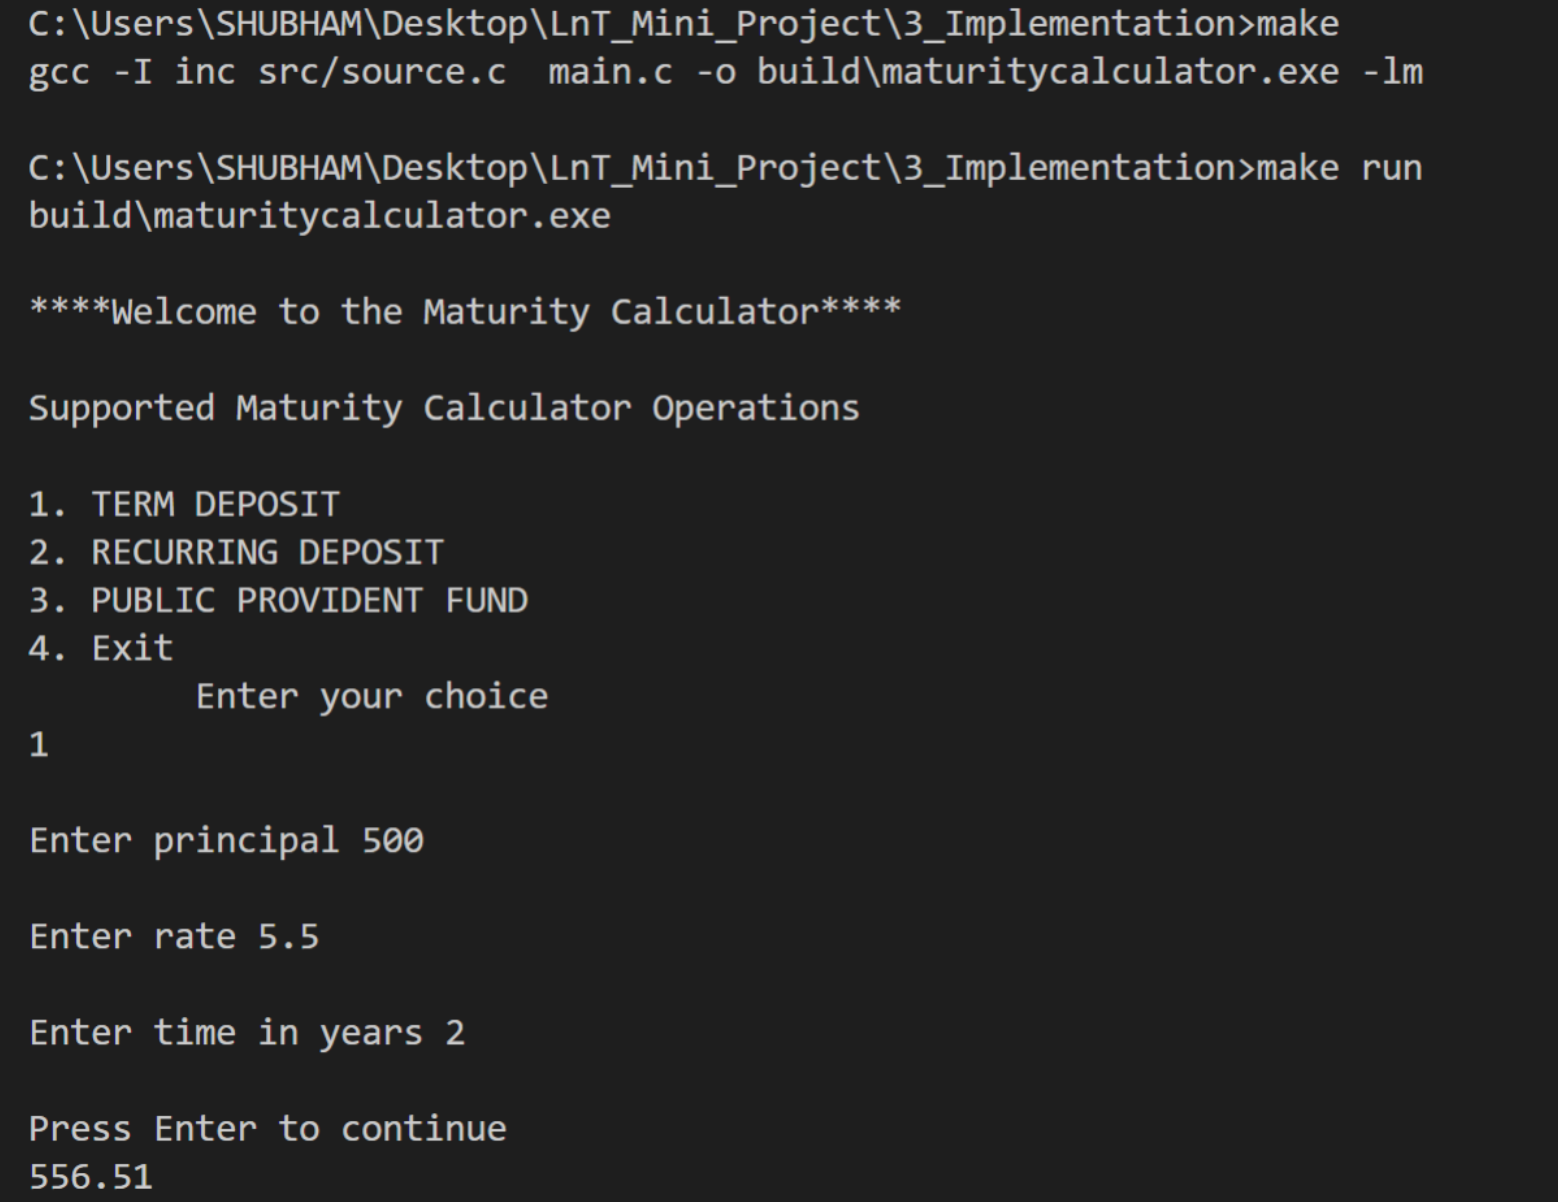 C:\Users\SHUBHAM\Desktop\LnT_Mini_Project\3_Implementation>make
gcc -I inc src/source.c  main.c -o build\maturitycalculator.exe -lm
C:\Users\SHUBHAM\Desktop\LnT_Mini_Project\3_Implementation>make run
build\maturitycalculator.exe
****Welcome to the Maturity Calculator****
Supported Maturity Calculator Operations
1. TERM DEPOSIT
2. RECURRING DEPOSIT
3. PUBLIC PROVIDENT FUND
4. Exit
        Enter your choice
1
Enter principal 500
Enter rate 5.5
Enter time in years 2
Press Enter to continue
556.51